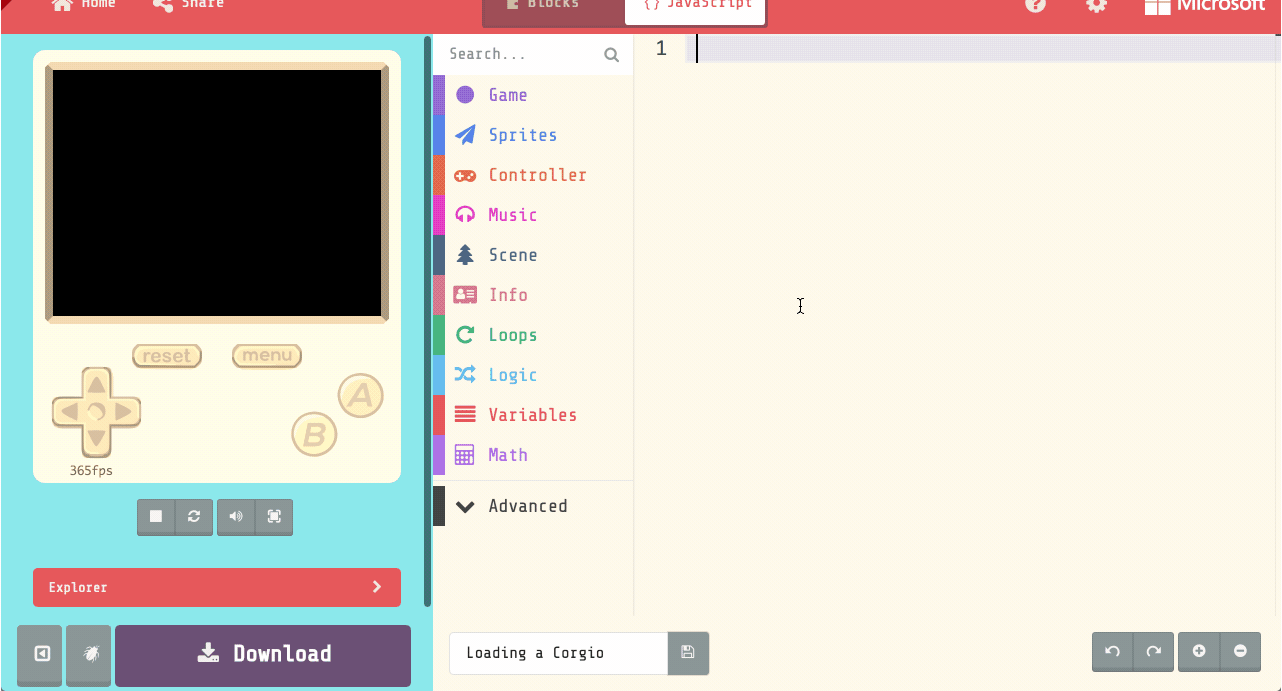 Home Share Blocks {} JavaScript Microsoft
Search...
1
Game
Sprites
Controller
Music
Scene
Info
Loops
Logic
Variables
Math
Advanced
reset menu
A
B
365fps
Explorer
Download
Loading a Corgio